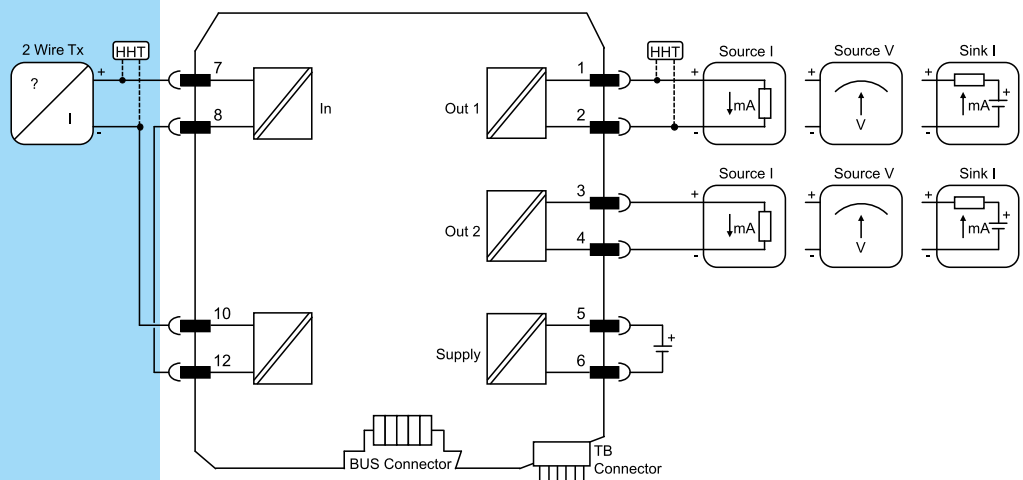 2 Wire Tx
HHT
?
I
+
-
7
8
In
10
12
Out 1
1
2
HHT
+
-
Source I
mA
Source V
+
-
V
Sink I
+
-
mA
+
Out 2
3
4
+
-
Source I
mA
Source V
+
-
V
Sink I
+
-
mA
+
Supply
5
6
+
BUS Connector
TB
Connector